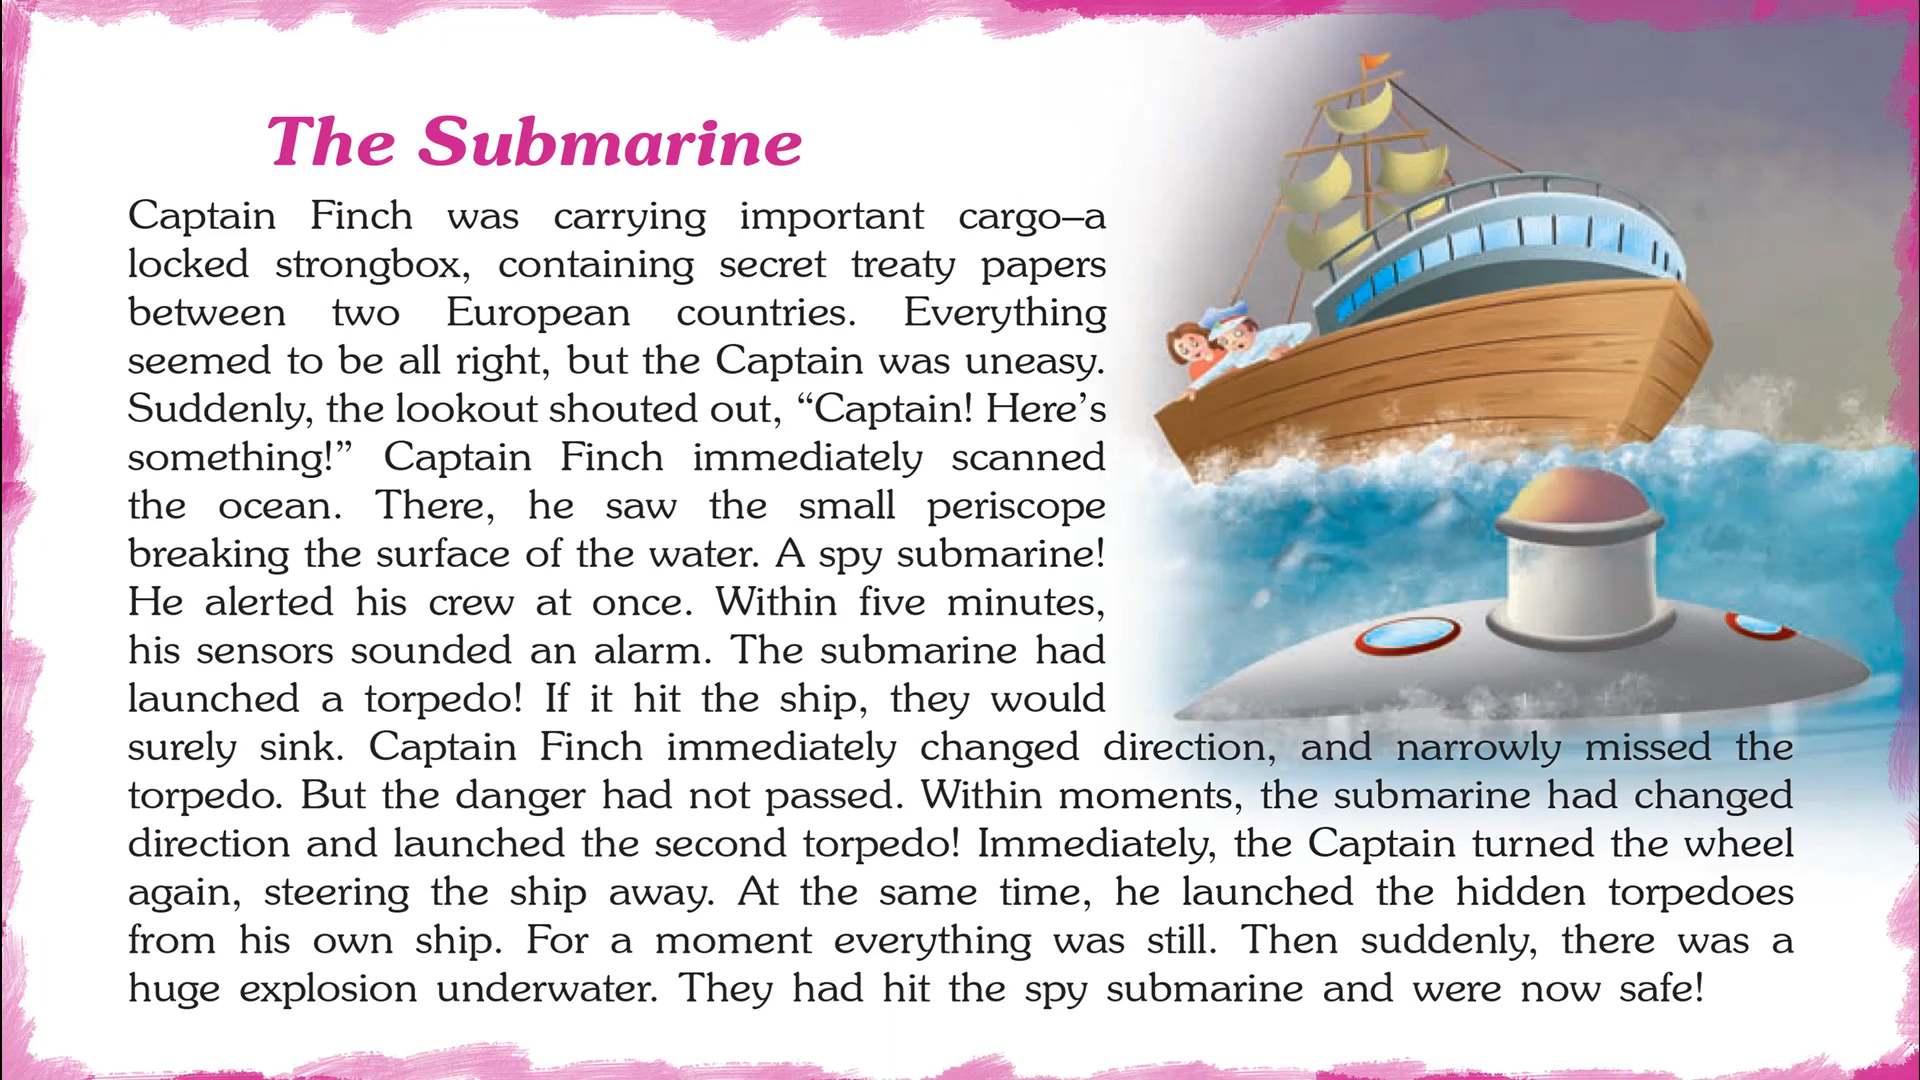 The Submarine
Captain Finch was carrying important cargo–a
locked strongbox, containing secret treaty papers
between two European countries. Everything
seemed to be all right, but the Captain was uneasy.
Suddenly, the lookout shouted out, “Captain! Here’s
something!” Captain Finch immediately scanned
the ocean. There, he saw the small periscope
breaking the surface of the water. A spy submarine!
He alerted his crew at once. Within five minutes,
his sensors sounded an alarm. The submarine had
launched a torpedo! If it hit the ship, they would
surely sink. Captain Finch immediately changed direction, and narrowly missed the
torpedo. But the danger had not passed. Within moments, the submarine had changed
direction and launched the second torpedo! Immediately, the Captain turned the wheel
again, steering the ship away. At the same time, he launched the hidden torpedoes
from his own ship. For a moment everything was still. Then suddenly, there was a
huge explosion underwater. They had hit the spy submarine and were now safe!